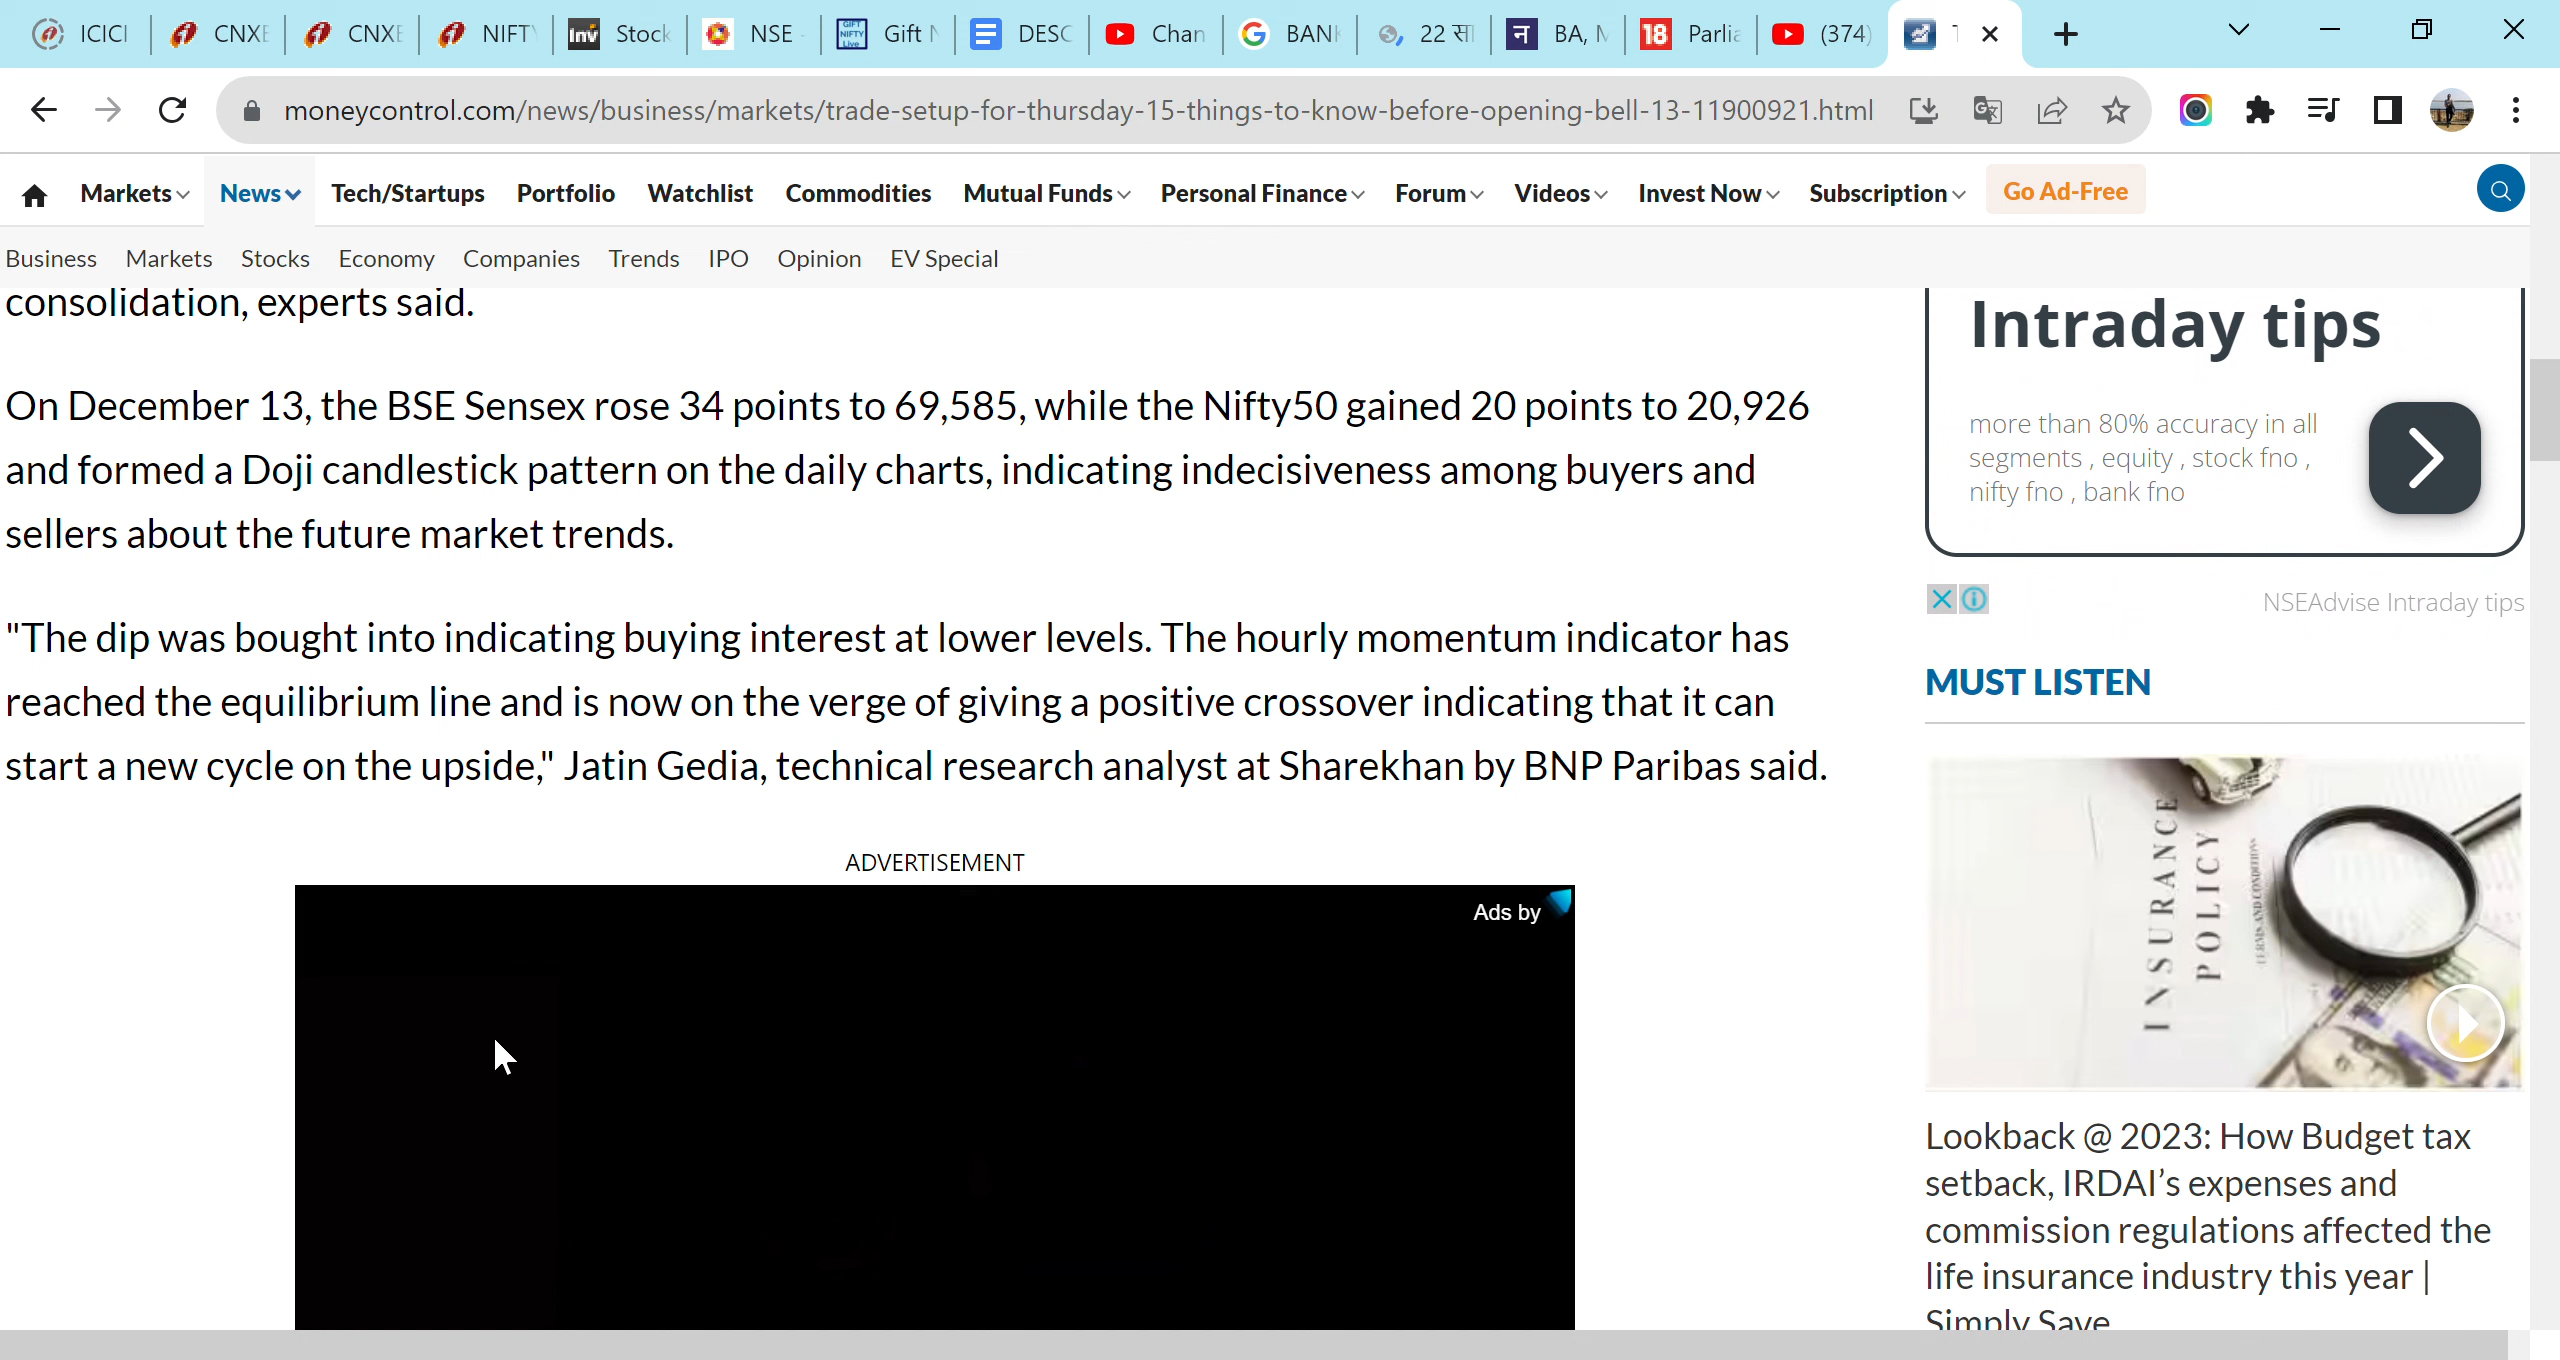 ICICI
CNXE
CNXE
NIFTY
Stock
NSE -
Gift N
DESC
Chan
BANK
22 सा
BA, M
Parlia
(374)
moneycontrol.com/news/business/markets/trade-setup-for-thursday-15-things-to-know-before-opening-bell-13-11900921.html
Markets News Tech/Startups Portfolio Watchlist Commodities Mutual Funds Personal Finance Forum Videos Invest Now Subscription Go Ad-Free
Business Markets Stocks Economy Companies Trends IPO Opinion EV Special
consolidation, experts said.
On December 13, the BSE Sensex rose 34 points to 69,585, while the Nifty50 gained 20 points to 20,926
and formed a Doji candlestick pattern on the daily charts, indicating indecisiveness among buyers and
sellers about the future market trends.
"The dip was bought into indicating buying interest at lower levels. The hourly momentum indicator has
reached the equilibrium line and is now on the verge of giving a positive crossover indicating that it can
start a new cycle on the upside," Jatin Gedia, technical research analyst at Sharekhan by BNP Paribas said.
ADVERTISEMENT
Ads by
Intraday tips
more than 80% accuracy in all
segments , equity , stock fno ,
nifty fno , bank fno
NSEAdvise Intraday tips
MUST LISTEN
INSURANCE
POLICY
TERMS AND CONDITIONS
Lookback @ 2023: How Budget tax
setback, IRDAI’s expenses and
commission regulations affected the
life insurance industry this year |
Simply Save